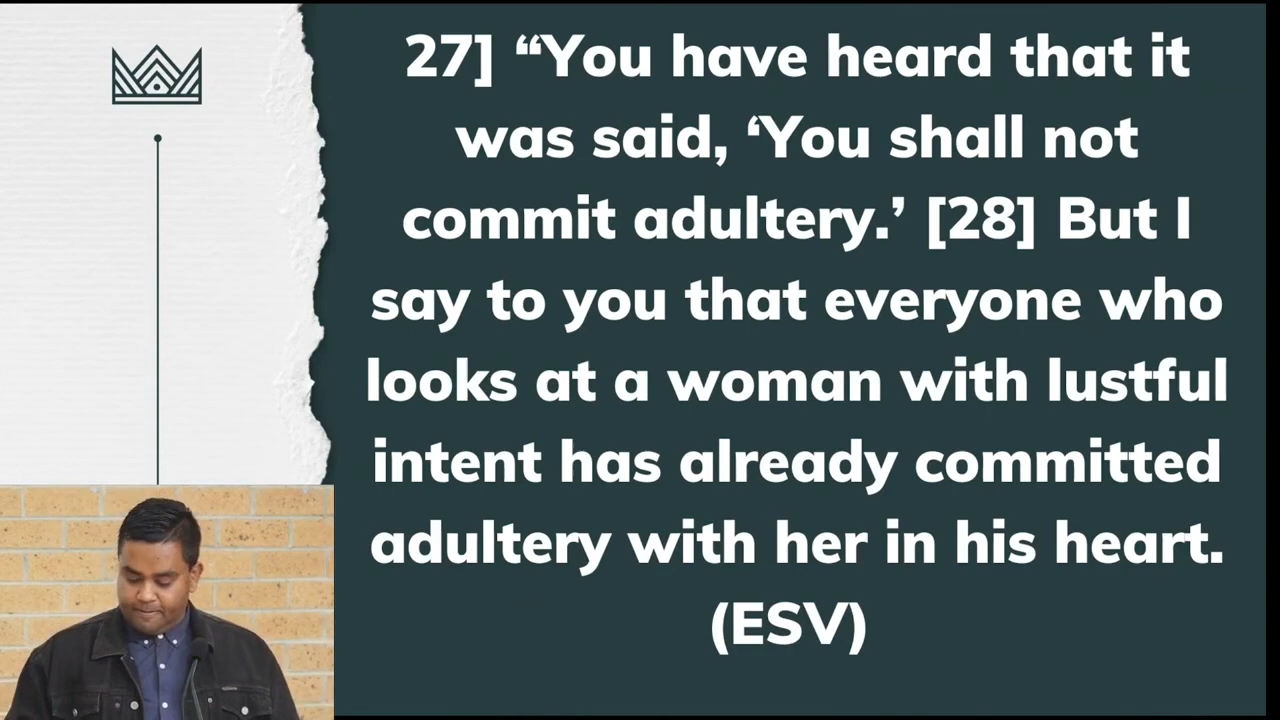 27] “You have heard that it
was said, ‘You shall not
commit adultery.’ [28] But I
say to you that everyone who
looks at a woman with lustful
intent has already committed
adultery with her in his heart.
(ESV)